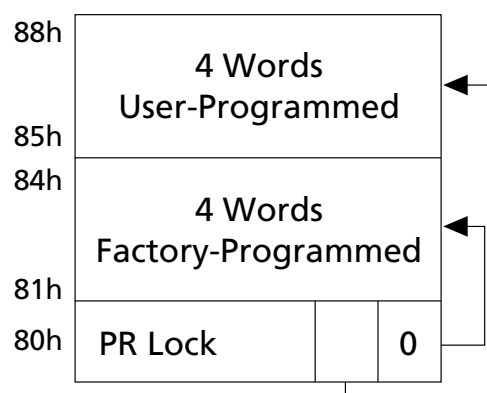 88h
4 Words
User-Programmed
85h
84h
4 Words
Factory-Programmed
81h
80h PR Lock 0